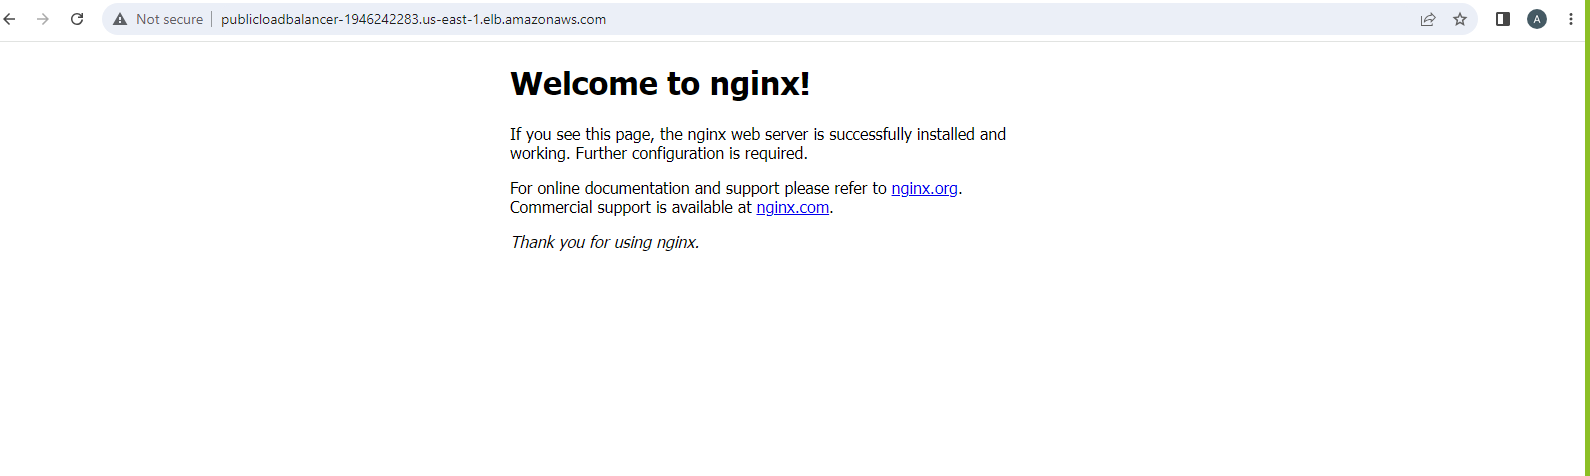 Not secure
publicloadbalancer-1946242283.us-east-1.elb.amazonaws.com
A
Welcome to nginx!
If you see this page, the nginx web server is successfully installed and
working. Further configuration is required.
For online documentation and support please refer to nginx.org.
Commercial support is available at nginx.com.
Thank you for using nginx.